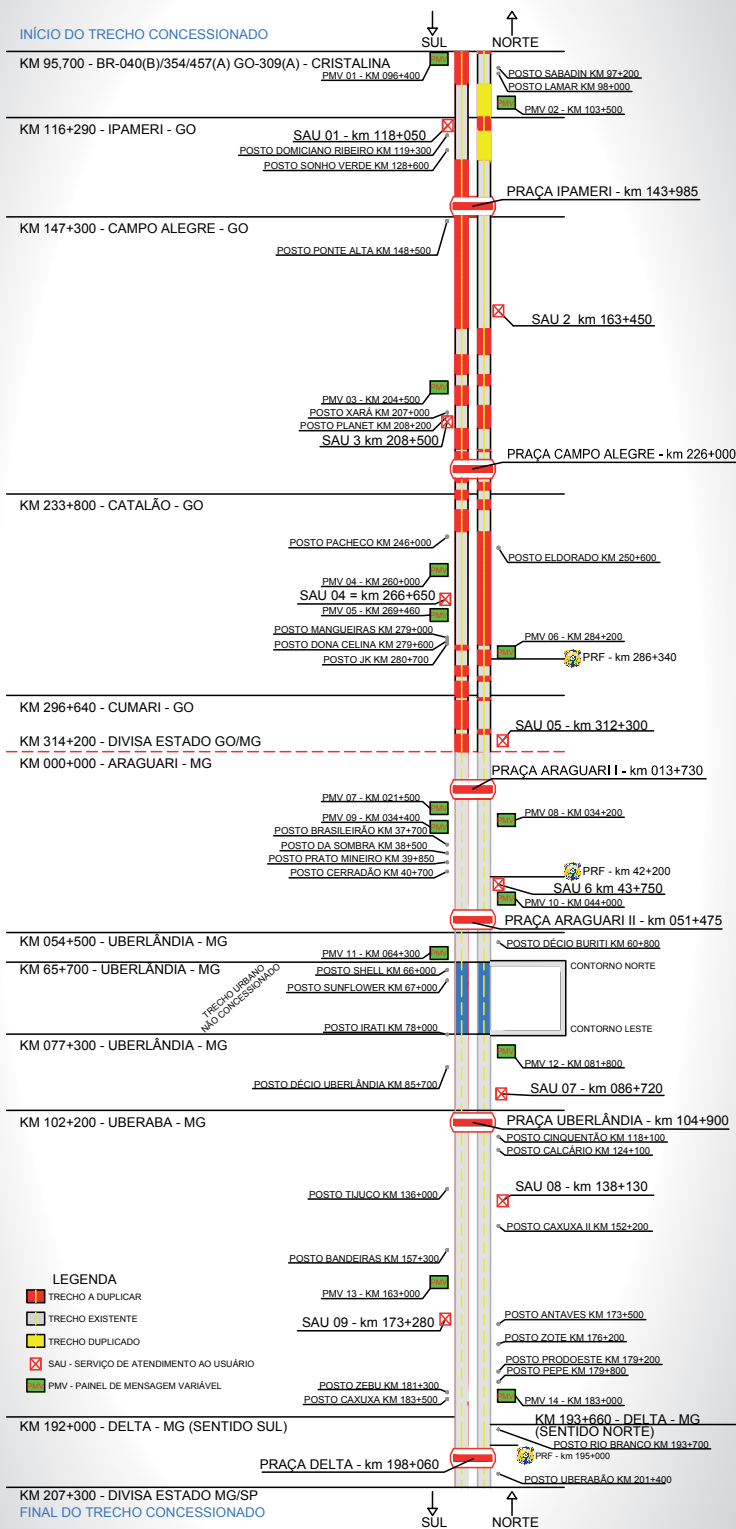 INÍCIO DO TRECHO CONCESSIONADO
SUL
NORTE
KM 95,700 - BR-040(B)/354/457(A) GO-309(A) - CRISTALINA
PMV
PMV 01 - KM 096+400
POSTO SABADIN KM 97+200
POSTO LAMAR KM 98+000
PMV
PMV 02 - KM 103+500
KM 116+290 - IPAMERI - GO
SAU 01 - km 118+050
POSTO DOMICIANO RIBEIRO KM 119+300
POSTO SONHO VERDE KM 128+600
PRAÇA IPAMERI - km 143+985
KM 147+300 - CAMPO ALEGRE - GO
POSTO PONTE ALTA KM 148+500
SAU 2 km 163+450
PMV
PMV 03 - KM 204+500
POSTO XARÁ KM 207+000
POSTO PLANET KM 208+200
SAU 3 km 208+500
PRAÇA CAMPO ALEGRE - km 226+000
KM 233+800 - CATALÃO - GO
POSTO PACHECO KM 246+000
POSTO ELDORADO KM 250+600
PMV
PMV 04 - KM 260+000
SAU 04 = km 266+650
PMV 05 - KM 269+460
PMV
POSTO MANGUEIRAS KM 279+000
POSTO DONA CELINA KM 279+600
POSTO JK KM 280+700
PMV 06 - KM 284+200
PMV
PRF - km 286+340
KM 296+640 - CUMARI - GO
SAU 05 - km 312+300
KM 314+200 - DIVISA ESTADO GO/MG
KM 000+000 - ARAGUARI - MG
PRAÇA ARAGUARI I - km 013+730
PMV 07 - KM 021+500
PMV
PMV 08 - KM 034+200
PMV
PMV 09 - KM 034+400
PMV
POSTO BRASILEIRÃO KM 37+700
POSTO DA SOMBRA KM 38+500
POSTO PRATO MINEIRO KM 39+850
POSTO CERRADÃO KM 40+700
PRF - km 42+200
SAU 6 km 43+750
PMV
PMV 10 - KM 044+000
PRAÇA ARAGUARI II - km 051+475
KM 054+500 - UBERLÂNDIA - MG
POSTO DÉCIO BURITI KM 60+800
PMV 11 - KM 064+300
PMV
KM 65+700 - UBERLÂNDIA - MG
CONTORNO NORTE
TRECHO URBANO
NÃO CONCESSIONADO
POSTO SHELL KM 66+000
POSTO SUNFLOWER KM 67+000
POSTO IRATI KM 78+000
CONTORNO LESTE
KM 077+300 - UBERLÂNDIA - MG
PMV
PMV 12 - KM 081+800
POSTO DÉCIO UBERLÂNDIA KM 85+700
SAU 07 - km 086+720
KM 102+200 - UBERABA - MG
PRAÇA UBERLÂNDIA - km 104+900
POSTO CINQUENTÃO KM 118+100
POSTO CALCÁRIO KM 124+100
POSTO TIJUCO KM 136+000
SAU 08 - km 138+130
POSTO CAXUXA II KM 152+200
POSTO BANDEIRAS KM 157+300
PMV
PMV 13 - KM 163+000
SAU 09 - km 173+280
POSTO ANTAVES KM 173+500
POSTO ZOTE KM 176+200
POSTO PRODOESTE KM 179+200
POSTO PEPE KM 179+800
POSTO ZEBU KM 181+300
POSTO CAXUXA KM 183+500
PMV
PMV 14 - KM 183+000
LEGENDA
TRECHO A DUPLICAR
TRECHO EXISTENTE
TRECHO DUPLICADO
SAU - SERVIÇO DE ATENDIMENTO AO USUÁRIO
PMV
PMV - PAINEL DE MENSAGEM VARIÁVEL
KM 192+000 - DELTA - MG (SENTIDO SUL)
KM 193+660 - DELTA - MG
(SENTIDO NORTE)
POSTO RIO BRANCO KM 193+700
PRF - km 195+000
PRAÇA DELTA - km 198+060
POSTO UBERABÃO KM 201+400
KM 207+300 - DIVISA ESTADO MG/SP
FINAL DO TRECHO CONCESSIONADO
SUL
NORTE